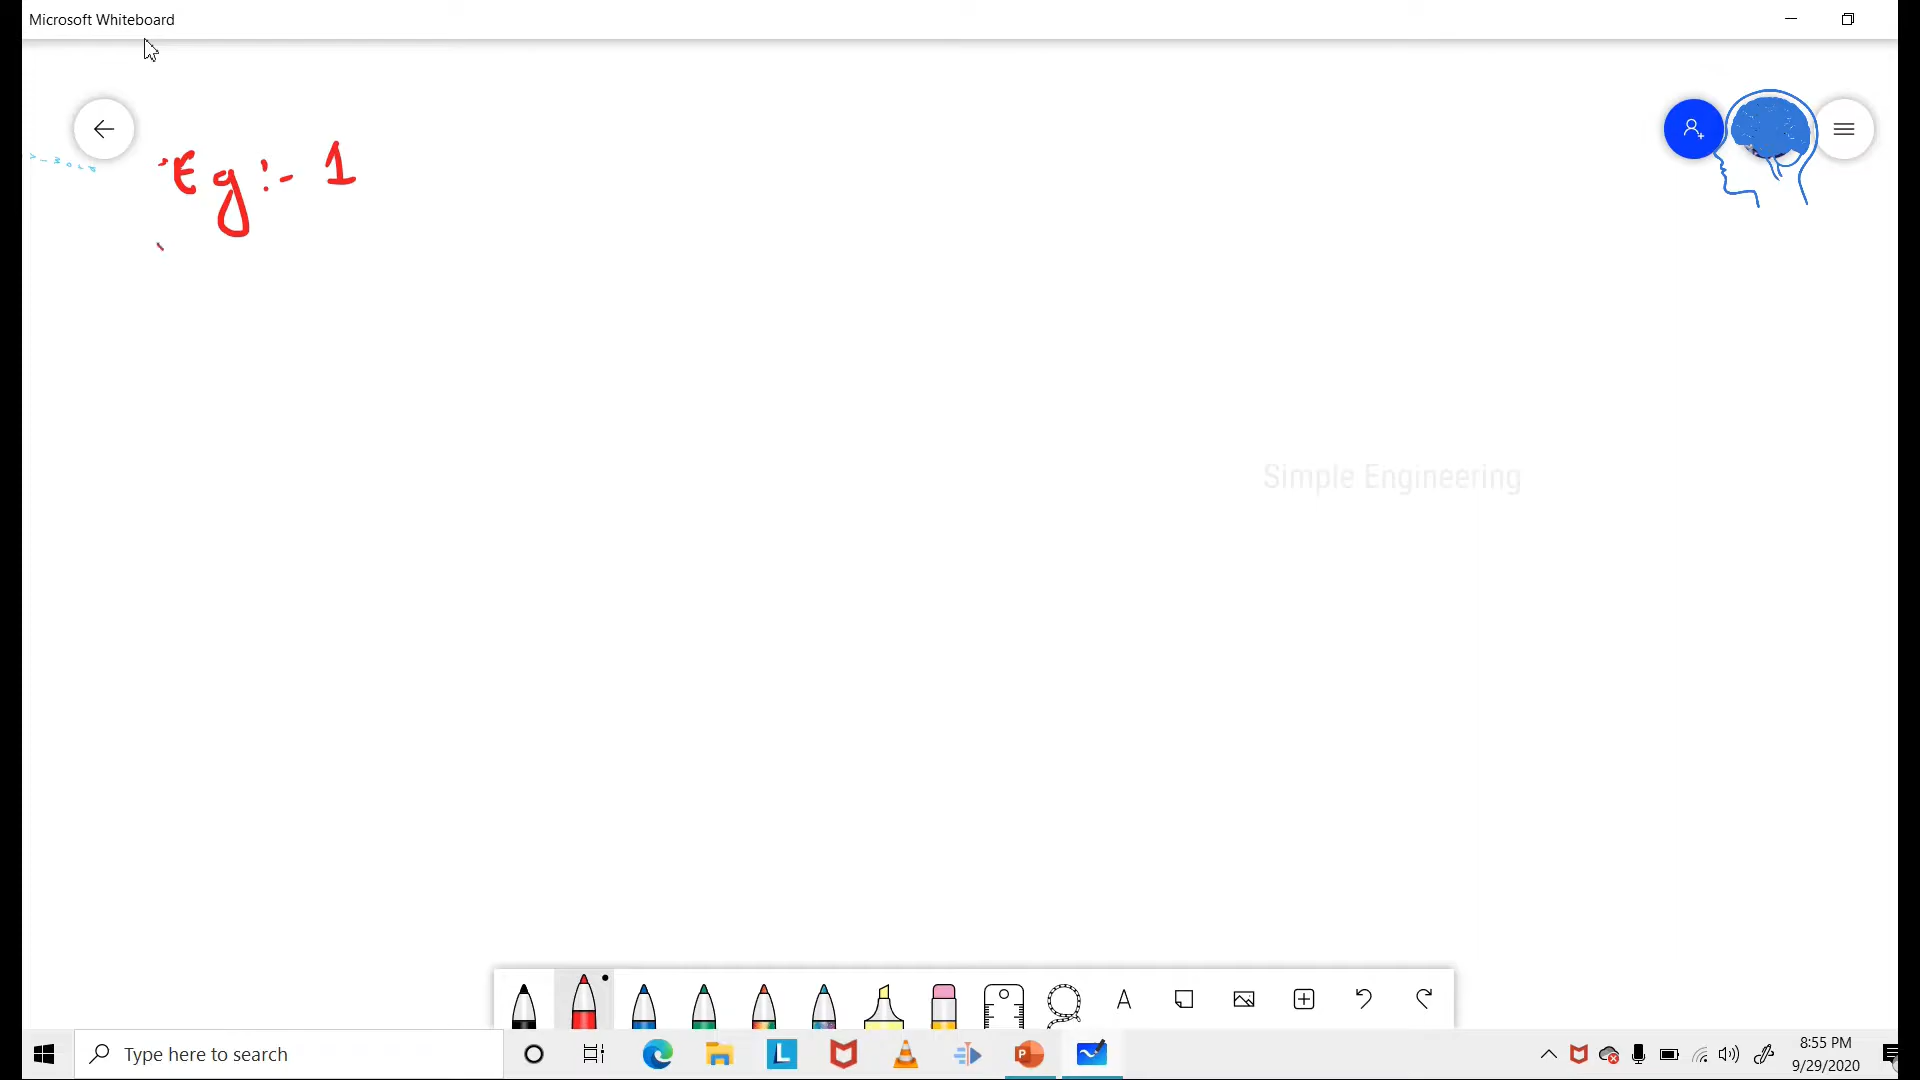 Microsoft Whiteboard
Eg:- 1
Simple Engineering
Type here to search
8:55 PM
9/29/2020